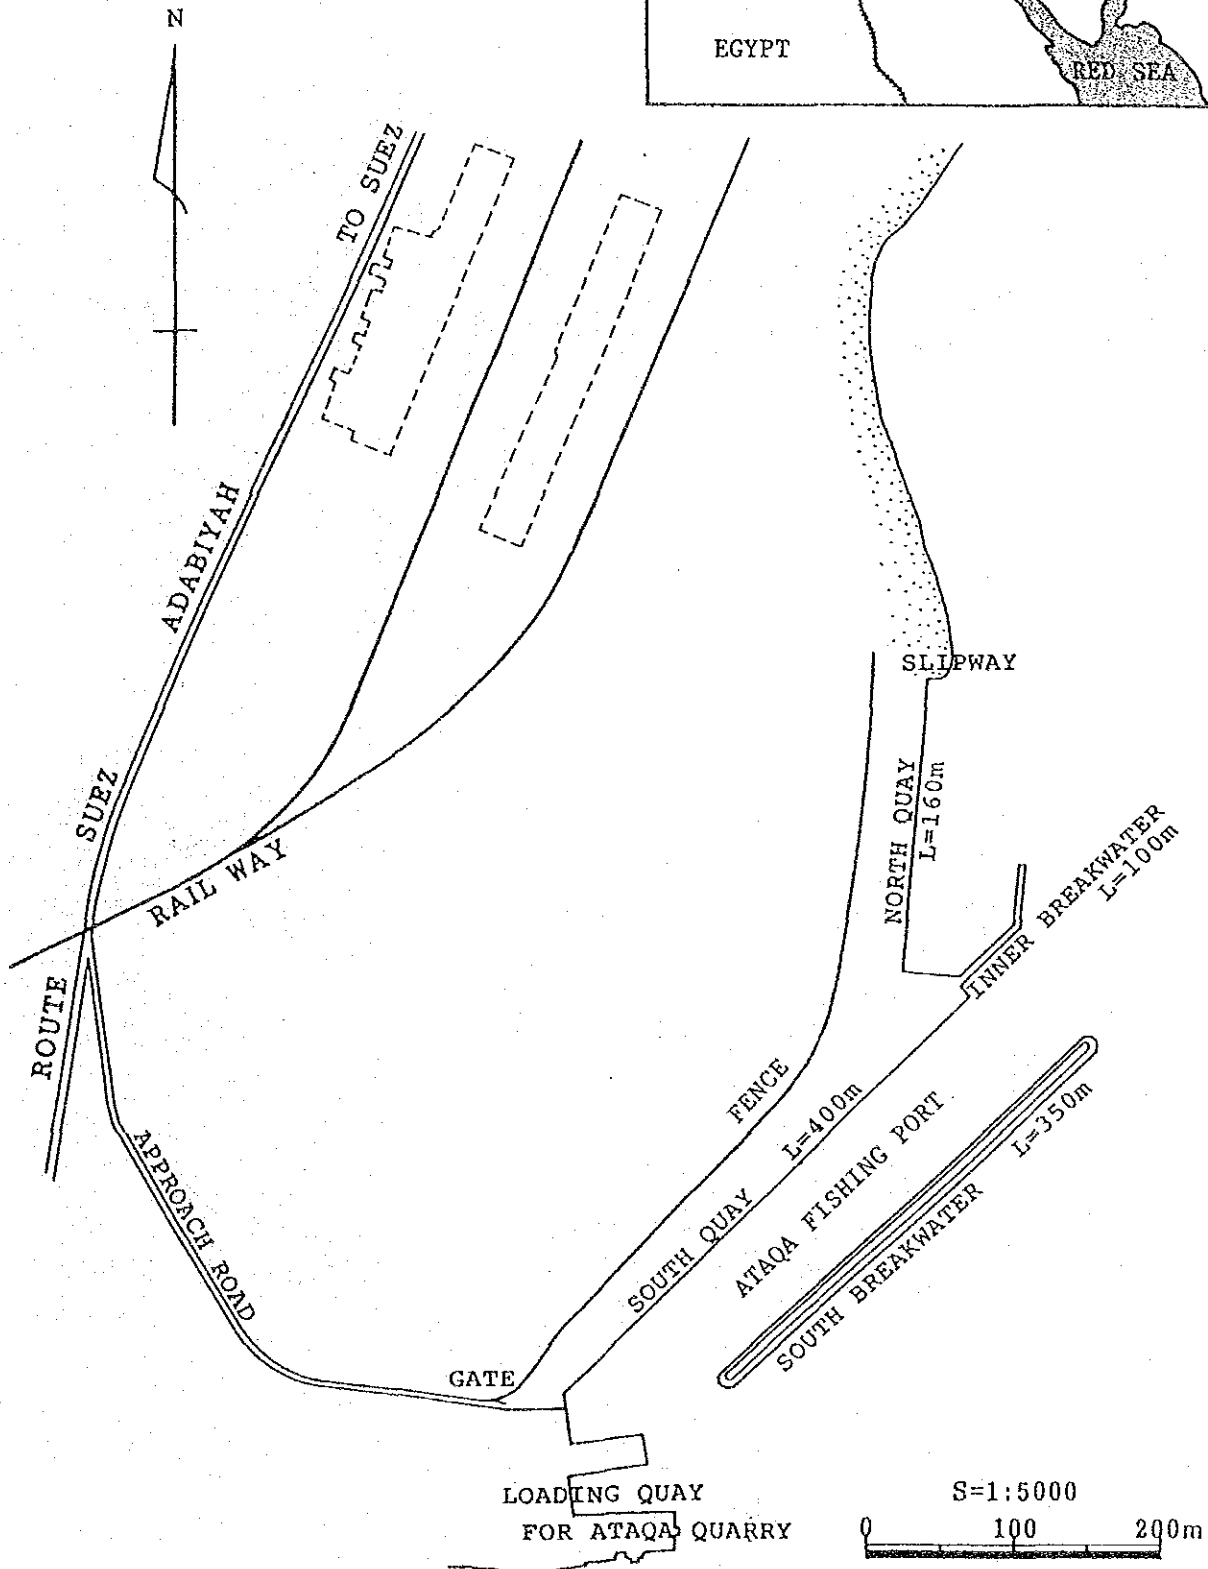 N
EGYPT
RED SEA
TO SUEZ
ADABIYAH
SUEZ
RAIL WAY
ROUTE
APPROACH ROAD
SLIPWAY
NORTH QUAY
L=160m
INNER BREAKWATER
L=100m
FENCE
L=400m
SOUTH QUAY
ATAQA FISHING PORT
L=350m
SOUTH BREAKWATER
GATE
LOADING QUAY
FOR ATAQA QUARRY
S=1:5000
0 100 200m